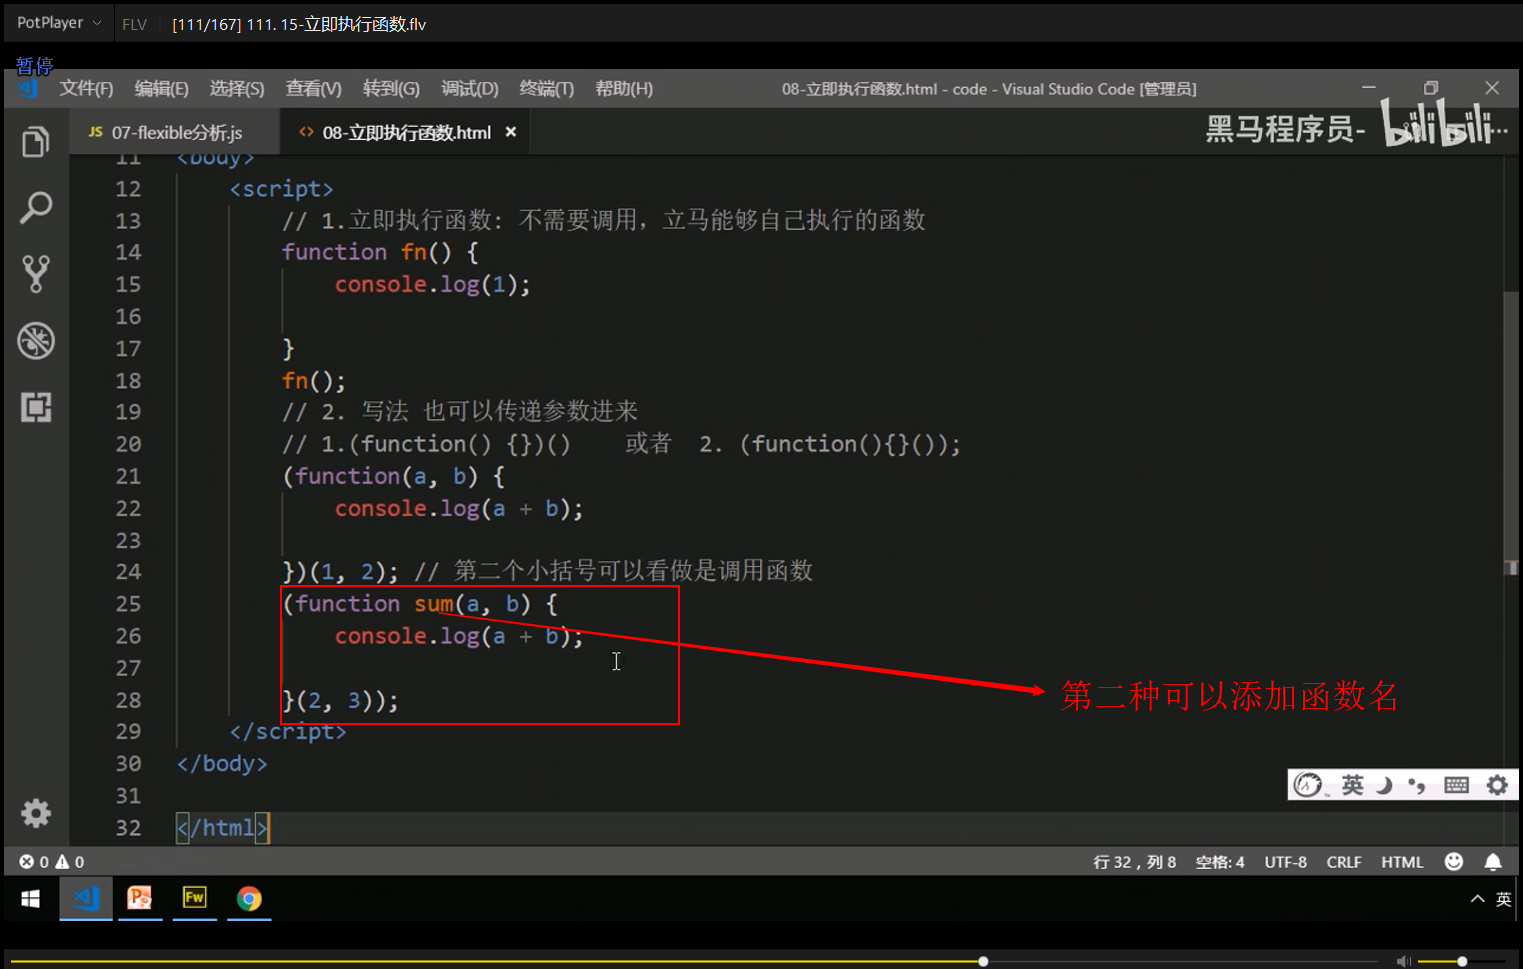 PotPlayer FLV [111/167] 111. 15-立即执行函数.flv
暂停
文件(F) 编辑(E) 选择(S) 查看(V) 转到(G) 调试(D) 终端(T) 帮助(H) 08-立即执行函数.html - code - Visual Studio Code [管理员]
JS 07-flexible分析.js <> 08-立即执行函数.html ×
黑马程序员- bilibili
11 <body>
12 <script>
13 // 1.立即执行函数: 不需要调用，立马能够自己执行的函数
14 function fn() {
15 console.log(1);
16
17 }
18 fn();
19 // 2. 写法 也可以传递参数进来
20 // 1.(function() {})() 或者 2. (function(){}());
21 (function(a, b) {
22 console.log(a + b);
23
24 })(1, 2); // 第二个小括号可以看做是调用函数
25 (function sum(a, b) {
26 console.log(a + b);
27
28 }(2, 3));
第二种可以添加函数名
29 </script>
30 </body>
31
32 </html>
英
0 0 行 32，列 8 空格: 4 UTF-8 CRLF HTML
Fw
英